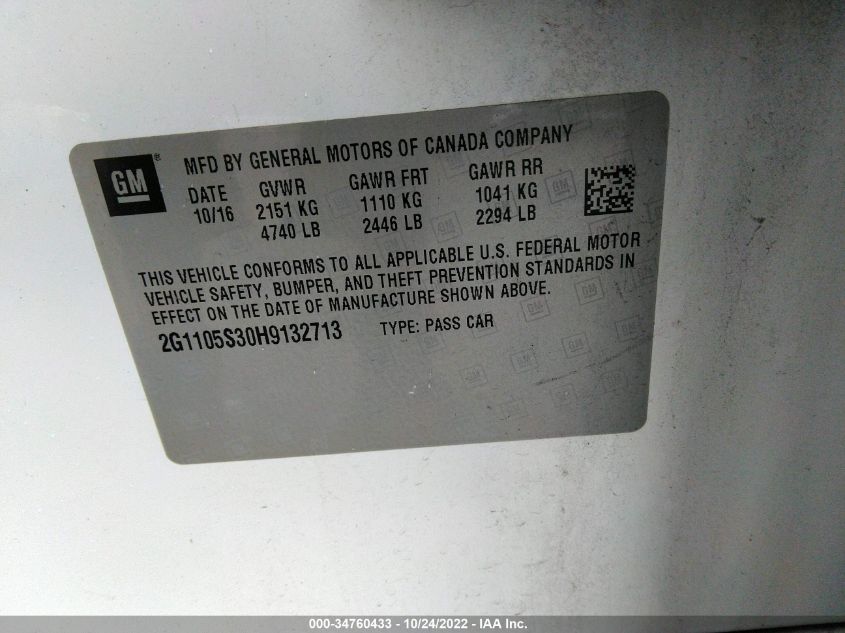 GM®
MFD BY GENERAL MOTORS OF CANADA COMPANY
DATE GVWR GAWR FRT GAWR RR
10/16 2151 KG 1110 KG 1041 KG
4740 LB 2446 LB 2294 LB
THIS VEHICLE CONFORMS TO ALL APPLICABLE U.S. FEDERAL MOTOR
VEHICLE SAFETY, BUMPER, AND THEFT PREVENTION STANDARDS IN
EFFECT ON THE DATE OF MANUFACTURE SHOWN ABOVE.
2G1105S30H9132713 TYPE: PASS CAR
000-34760433 - 10/24/2022 - IAA Inc.